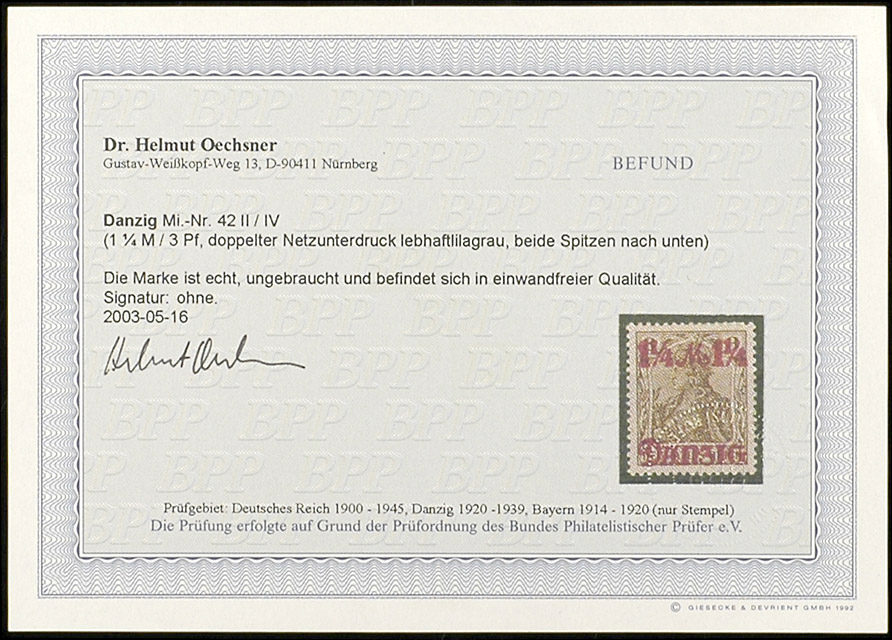 Dr. Helmut Oechsner
Gustav-Weißkopf-Weg 13, D-90411 Nürnberg
BEFUND
Danzig Mi.-Nr. 42 II / IV
(1 ¼ M / 3 Pf, doppelter Netzunterdruck lebhaftlilagrau, beide Spitzen nach unten)
Die Marke ist echt, ungebraucht und befindet sich in einwandfreier Qualität.
Signatur: ohne.
2003-05-16
Helmut Oechsner
1¼ M 1¼
DANZIG
Prüfgebiet: Deutsches Reich 1900 - 1945, Danzig 1920 -1939, Bayern 1914 - 1920 (nur Stempel)
Die Prüfung erfolgte auf Grund der Prüfordnung des Bundes Philatelistischer Prüfer e.V.
© GIESECKE & DEVRIENT GMBH 1992